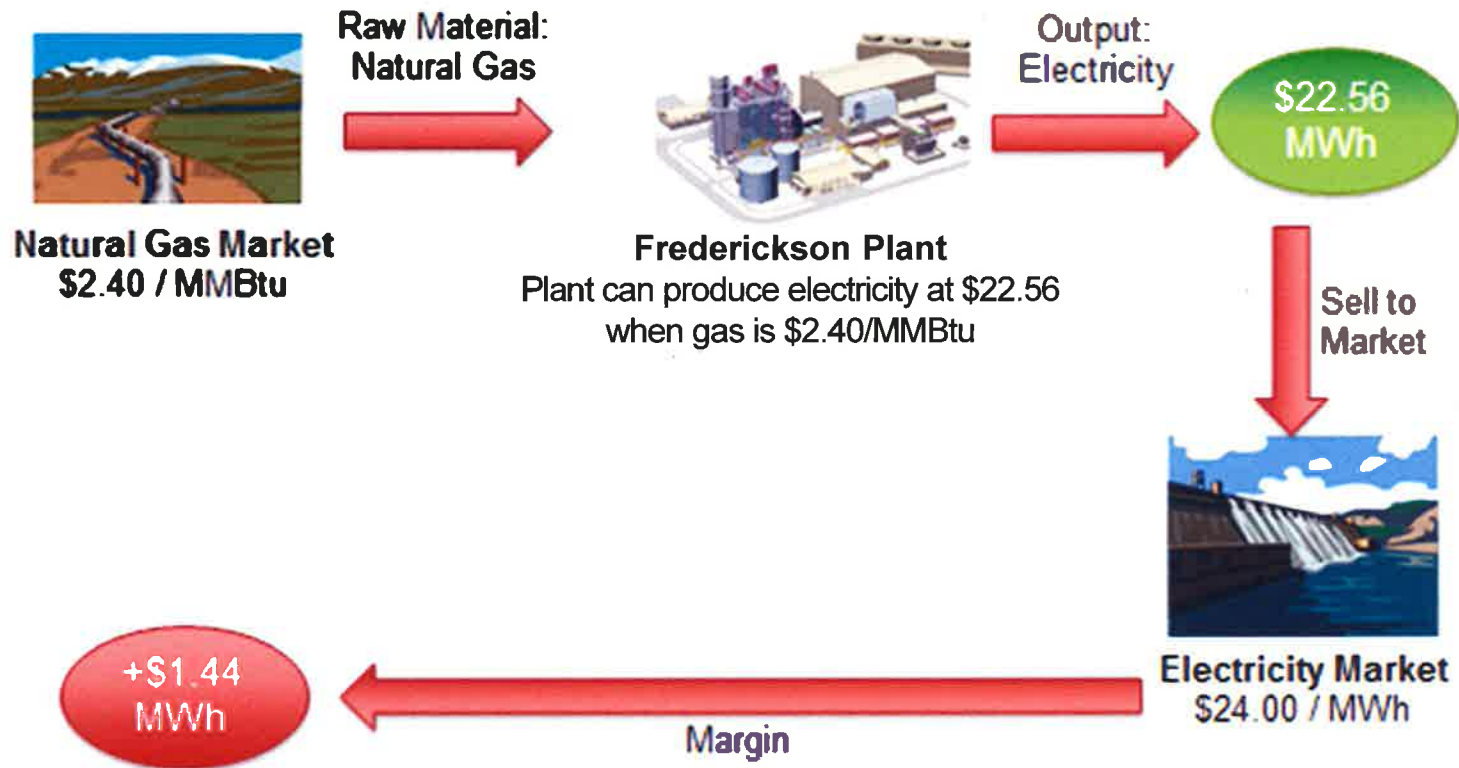 Raw Material:
Natural Gas
Output:
Electricity
$22.56
MWh
Natural Gas Market
$2.40 / MMBtu
Frederickson Plant
Plant can produce electricity at $22.56
when gas is $2.40/MMBtu
Sell to
Market
Electricity Market
$24.00 / MWh
Margin
+$1.44
MWh